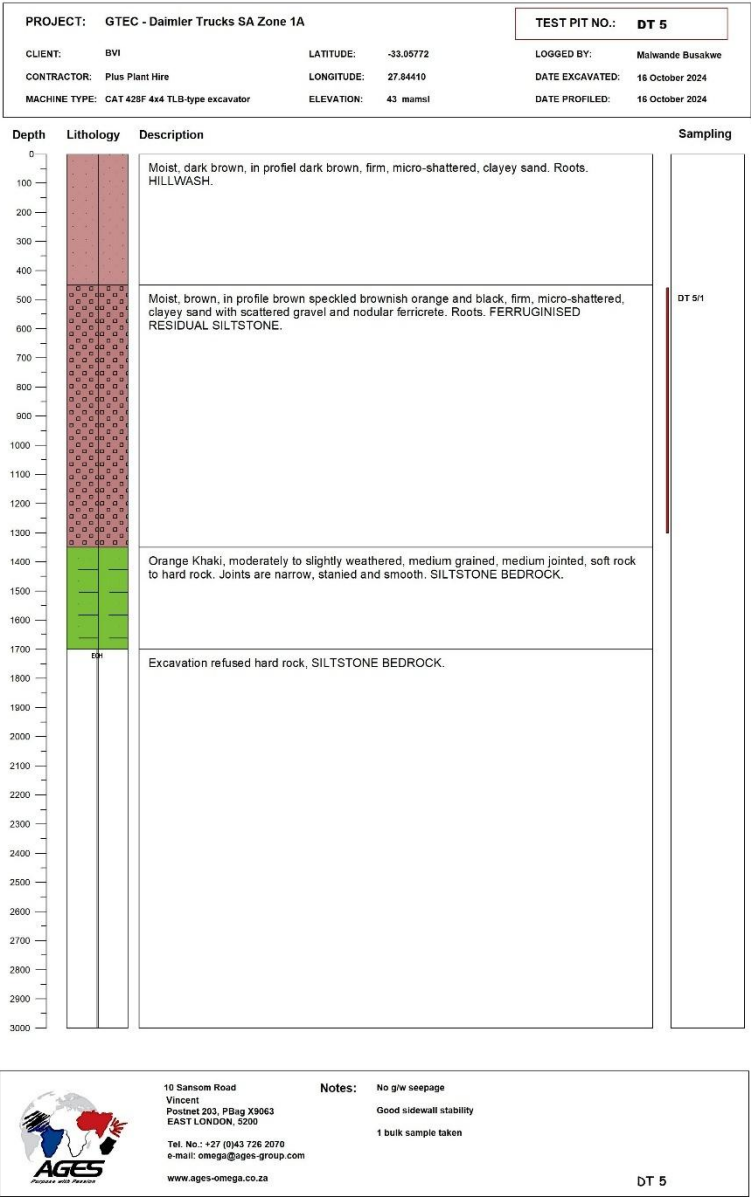 PROJECT: GTEC - Daimler Trucks SA Zone 1A
TEST PIT NO.: DT 5
CLIENT: BVI LATITUDE: -33.05772 LOGGED BY: Malwande Busakwe
CONTRACTOR: Plus Plant Hire LONGITUDE: 27.84410 DATE EXCAVATED: 16 October 2024
MACHINE TYPE: CAT 428F 4x4 TLB-type excavator ELEVATION: 43 mamsl DATE PROFILED: 16 October 2024
Depth Lithology Description Sampling
0
Moist, dark brown, in profiel dark brown, firm, micro-shattered, clayey sand. Roots.
HILLWASH.
100
200
300
400
500
Moist, brown, in profile brown speckled brownish orange and black, firm, micro-shattered,
clayey sand with scattered gravel and nodular ferricrete. Roots. FERRUGINISED
RESIDUAL SILTSTONE.
DT 5/1
600
700
800
900
1000
1100
1200
1300
1400
Orange Khaki, moderately to slightly weathered, medium grained, medium jointed, soft rock
to hard rock. Joints are narrow, stanied and smooth. SILTSTONE BEDROCK.
1500
1600
1700
EOH
Excavation refused hard rock, SILTSTONE BEDROCK.
1800
1900
2000
2100
2200
2300
2400
2500
2600
2700
2800
2900
3000
AGES
Purpose with Passion
10 Sansom Road
Vincent
Postnet 203, PBag X9063
EAST LONDON, 5200
Tel. No.: +27 (0)43 726 2070
e-mail: omega@ages-group.com
www.ages-omega.co.za
Notes: No g/w seepage
Good sidewall stability
1 bulk sample taken
DT 5